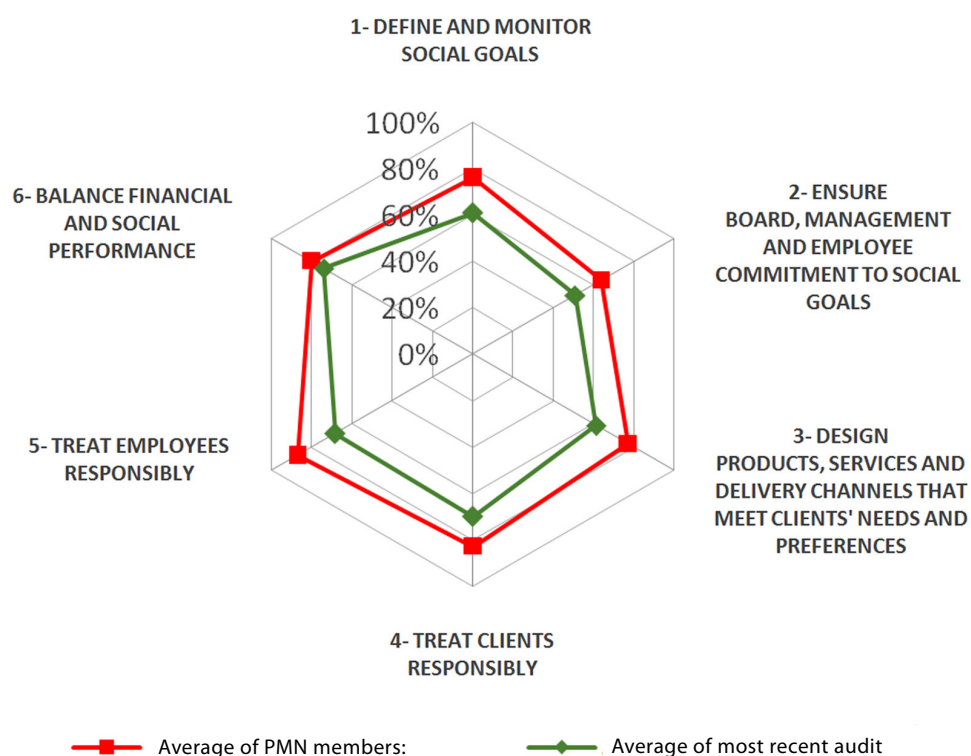 1- DEFINE AND MONITOR
SOCIAL GOALS
100%
80%
60%
40%
20%
0%
2- ENSURE
BOARD, MANAGEMENT
AND EMPLOYEE
COMMITMENT TO SOCIAL
GOALS
3- DESIGN
PRODUCTS, SERVICES AND
DELIVERY CHANNELS THAT
MEET CLIENTS' NEEDS AND
PREFERENCES
4- TREAT CLIENTS
RESPONSIBLY
5- TREAT EMPLOYEES
RESPONSIBLY
6- BALANCE FINANCIAL
AND SOCIAL
PERFORMANCE
Average of PMN members:
Average of most recent audit